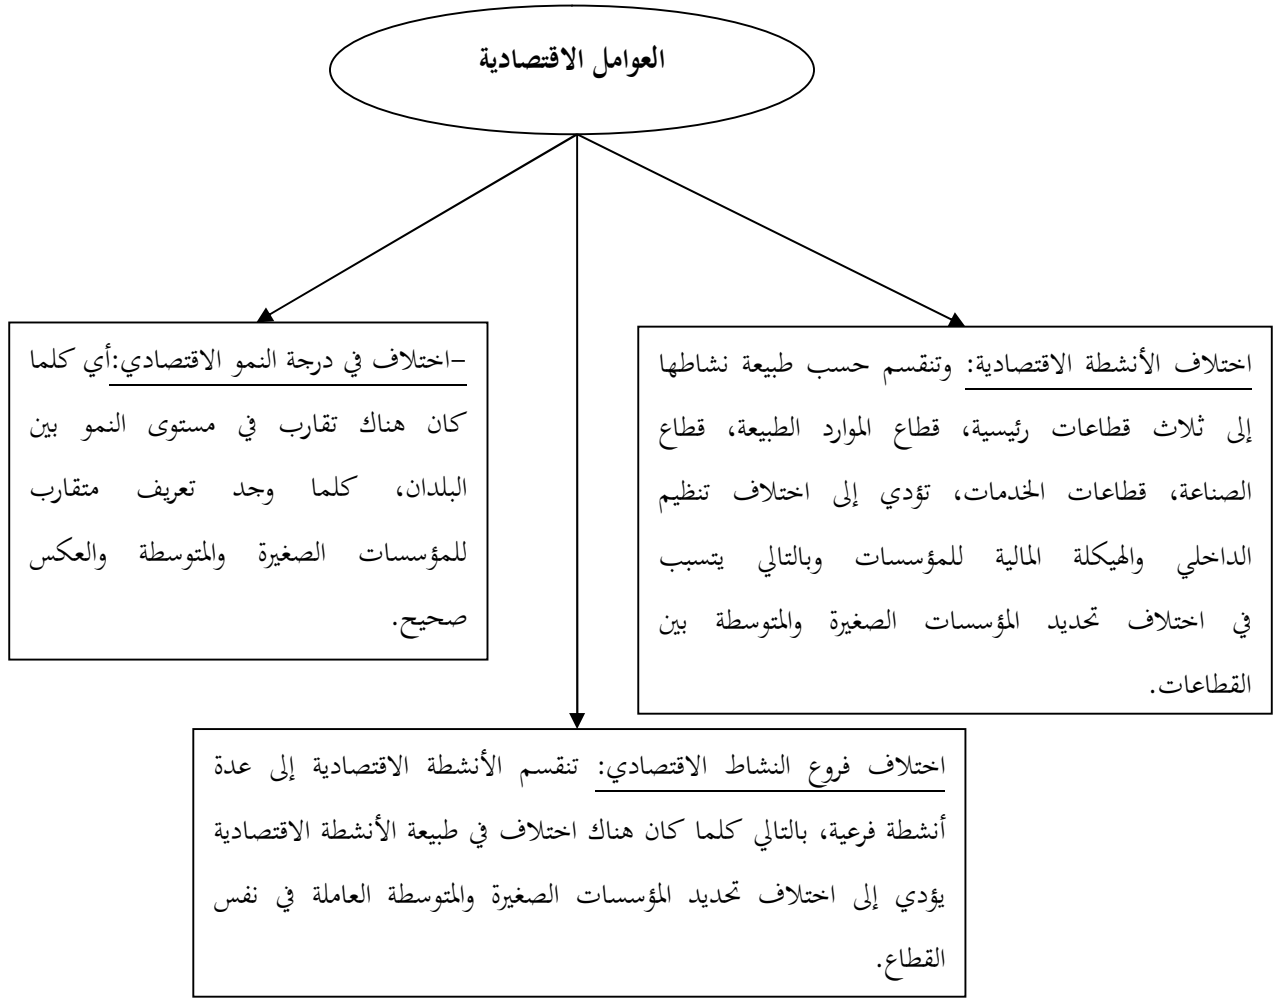 العوامل الاقتصادية
اختلاف الأنشطة الاقتصادية: وتنقسم حسب طبيعة نشاطها
إلى ثلاث قطاعات رئيسية، قطاع الموارد الطبيعة، قطاع
الصناعة، قطاعات الخدمات، تؤدي إلى اختلاف تنظيم
الداخلي والهيكلة المالية للمؤسسات وبالتالي يتسبب
في اختلاف تحديد المؤسسات الصغيرة والمتوسطة بين
القطاعات.
-اختلاف في درجة النمو الاقتصادي:أي كلما
كان هناك تقارب في مستوى النمو بين
البلدان، كلما وجد تعريف متقارب
للمؤسسات الصغيرة والمتوسطة والعكس
صحيح.
اختلاف فروع النشاط الاقتصادي: تنقسم الأنشطة الاقتصادية إلى عدة
أنشطة فرعية، بالتالي كلما كان هناك اختلاف في طبيعة الأنشطة الاقتصادية
يؤدي إلى اختلاف تحديد المؤسسات الصغيرة والمتوسطة العاملة في نفس
القطاع.